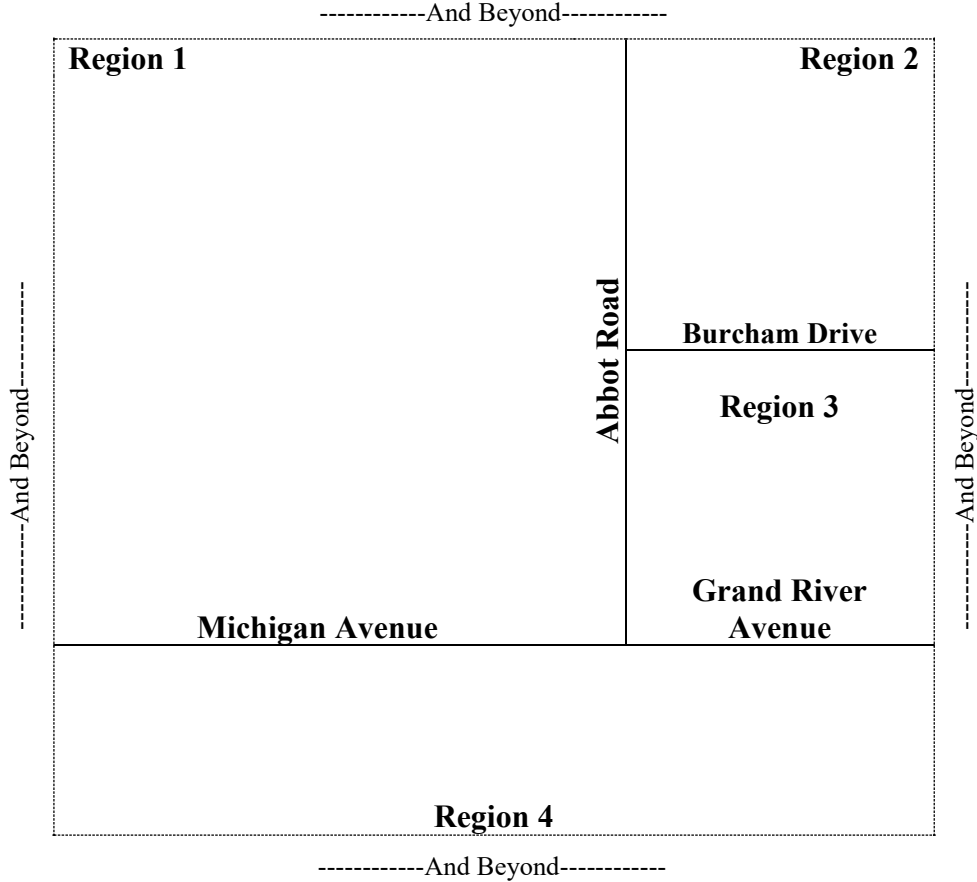 ------------And Beyond------------
Region 1
Region 2
Abbot Road
Burcham Drive
------------And Beyond------------
Region 3
------------And Beyond------------
Grand River
Avenue
Michigan Avenue
Region 4
------------And Beyond------------